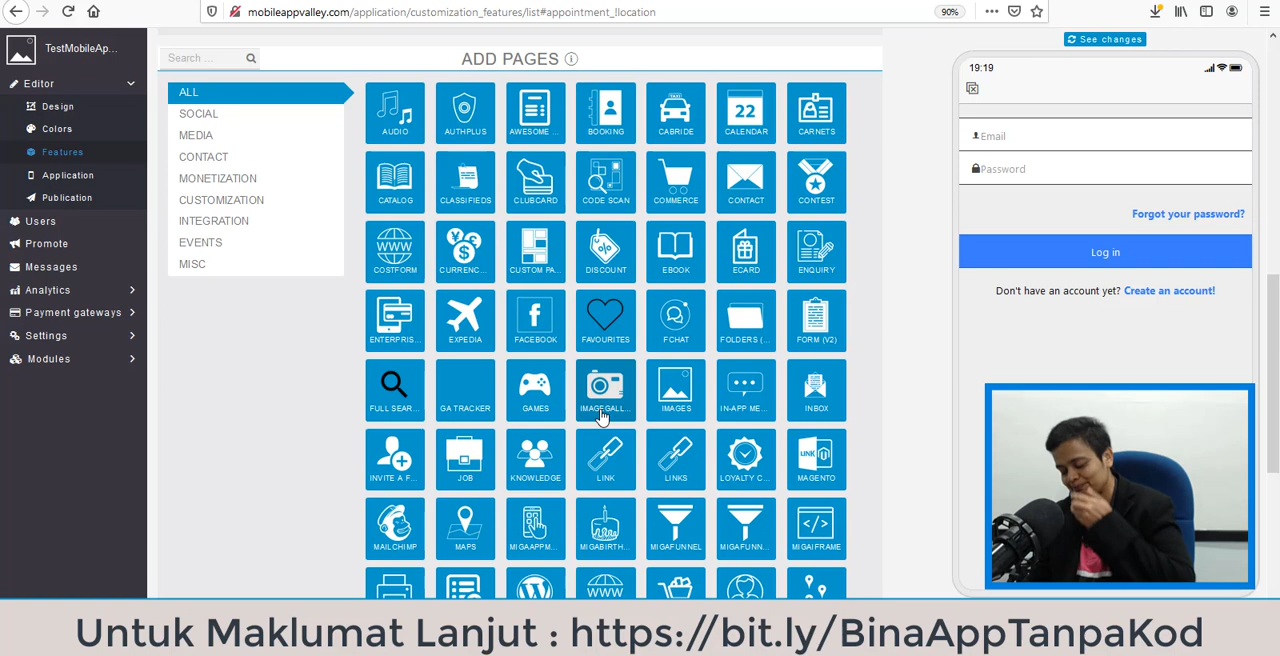 mobileappvalley.com/application/customization_features/list#appointment_llocation
90%
TestMobileAp...
Editor
Design
Colors
Features
Application
Publication
Users
Promote
Messages
Analytics
Payment gateways
Settings
Modules
Search ...
ADD PAGES
ALL
SOCIAL
MEDIA
CONTACT
MONETIZATION
CUSTOMIZATION
INTEGRATION
EVENTS
MISC
AUDIO AUTHPLUS AWESOME ... BOOKING CABRIDE CALENDAR CARNETS
TAXI
22
CATALOG CLASSIFIEDS CLUBCARD CODE SCAN COMMERCE CONTACT CONTEST
WWW
COSTFORM CURRENC... CUSTOM PA... DISCOUNT EBOOK ECARD ENQUIRY
ENTERPRIS... EXPEDIA FACEBOOK FAVOURITES FCHAT FOLDERS (... FORM (V2)
FULL SEAR... GA TRACKER GAMES IMAGEGALL... IMAGES IN-APP ME... INBOX
LINK
INVITE A F... JOB KNOWLEDGE LINK LINKS LOYALTY C... MAGENTO
MAILCHIMP MAPS MIGAAPPM... MIGABIRTH... MIGAFUNNEL MIGAFUNN... MIGAIFRAME
WWW
See changes
19:19
Email
Password
Forgot your password?
Log in
Don't have an account yet? Create an account!
Untuk Maklumat Lanjut : https://bit.ly/BinaAppTanpaKod